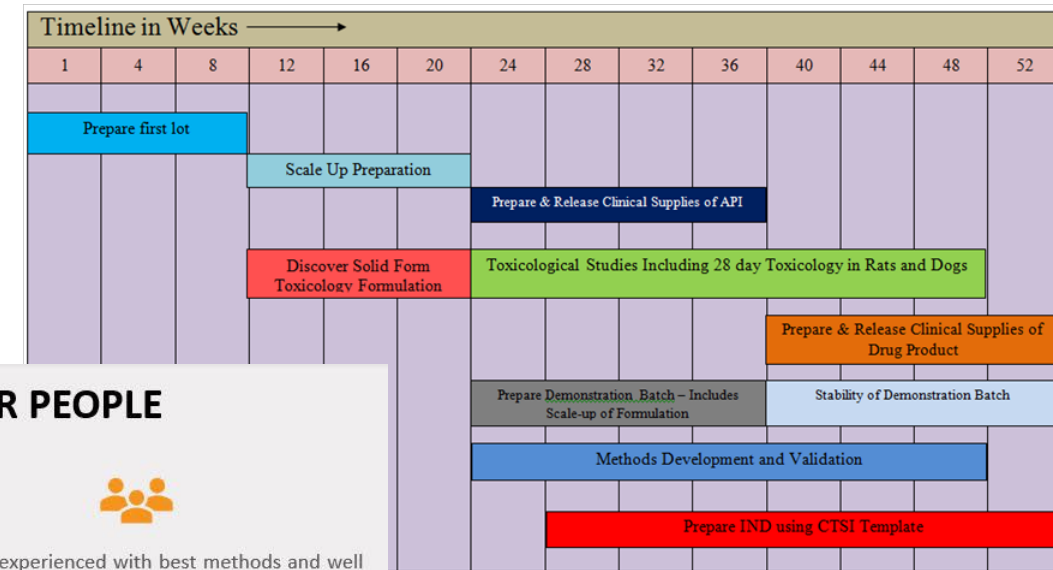 Timeline in Weeks
1 4 8 12 16 20 24 28 32 36 40 44 48 52
Prepare first lot
Scale Up Preparation
Prepare & Release Clinical Supplies of API
Discover Solid Form
Toxicology Formulation
Toxicological Studies Including 28 day Toxicology in Rats and Dogs
Prepare & Release Clinical Supplies of
Drug Product
Prepare Demonstration Batch – Includes
Scale-up of Formulation
Stability of Demonstration Batch
Methods Development and Validation
Prepare IND using CTSI Template
R PEOPLE
experienced with best methods and well